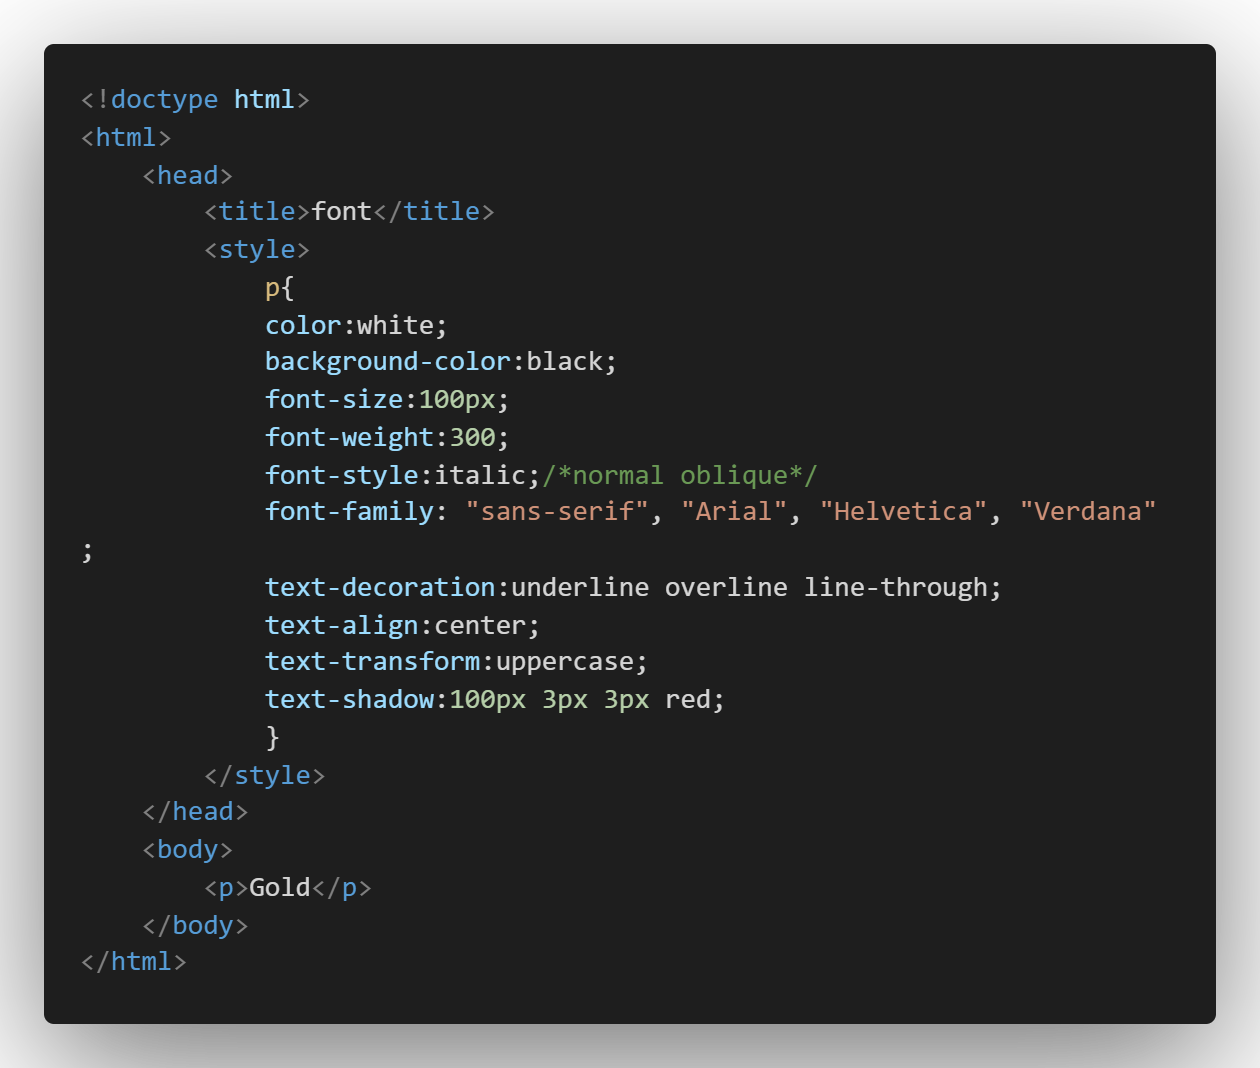 <!doctype html>
<html>
    <head>
        <title>font</title>
        <style>
            p{
            color:white;
            background-color:black;
            font-size:100px;
            font-weight:300;
            font-style:italic;/*normal oblique*/
            font-family: "sans-serif", "Arial", "Helvetica", "Verdana"
;
            text-decoration:underline overline line-through;
            text-align:center;
            text-transform:uppercase;
            text-shadow:100px 3px 3px red;
            }
        </style>
    </head>
    <body>
        <p>Gold</p>
    </body>
</html>